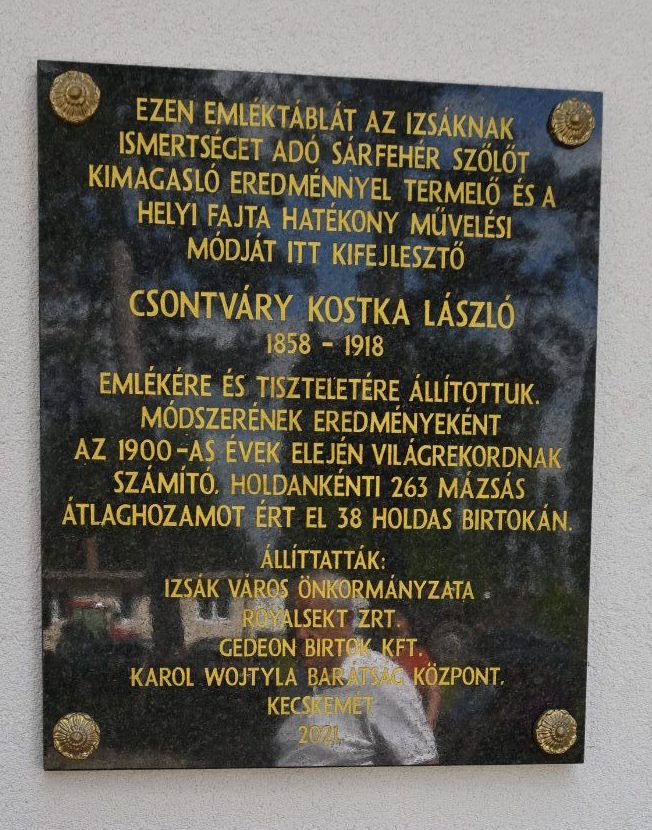 EZEN EMLÉKTÁBLÁT AZ IZSÁKNAK
ISMERTSÉGET ADÓ SÁRFEHÉR SZŐLŐT
KIMAGASLÓ EREDMÉNNYEL TERMELŐ ÉS A
HELYI FAJTA HATÉKONY MŰVELÉSI
MÓDJÁT ITT KIFEJLESZTŐ
CSONTVÁRY KOSTKA LÁSZLÓ
1858 - 1918
EMLÉKÉRE ÉS TISZTELETÉRE ÁLLÍTOTTUK.
MÓDSZERÉNEK EREDMÉNYEKÉNT
AZ 1900-AS ÉVEK ELEJÉN VILÁGREKORDNAK
SZÁMÍTÓ, HOLDANKÉNTI 263 MÁZSÁS
ÁTLAGHOZAMOT ÉRT EL 38 HOLDAS BIRTOKÁN.
ÁLLÍTTATTÁK:
IZSÁK VÁROS ÖNKORMÁNYZATA
ROYALSEKT ZRT.
GEDEON BIRTOK KFT.
KAROL WOJTYLA BARÁTSÁG KÖZPONT.
KECSKEMÉT
2021.